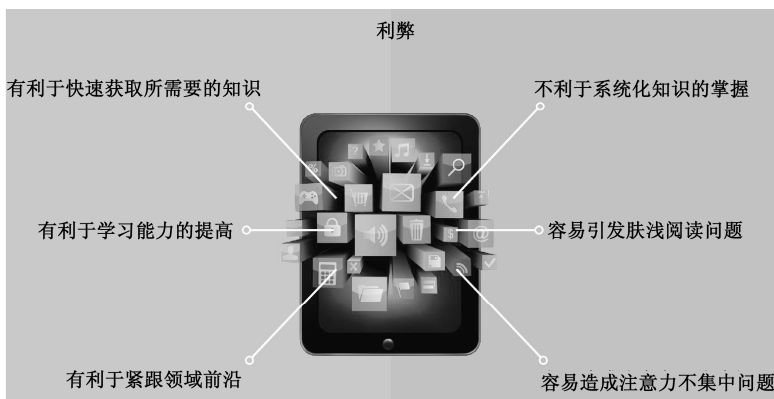 利弊
有利于快速获取所需要的知识
不利于系统化知识的掌握
有利于学习能力的提高
容易引发肤浅阅读问题
有利于紧跟领域前沿
容易造成注意力不集中问题